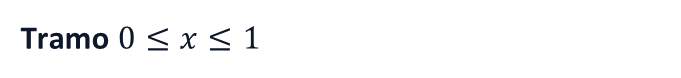 Tramo 0 ≤ x ≤ 1